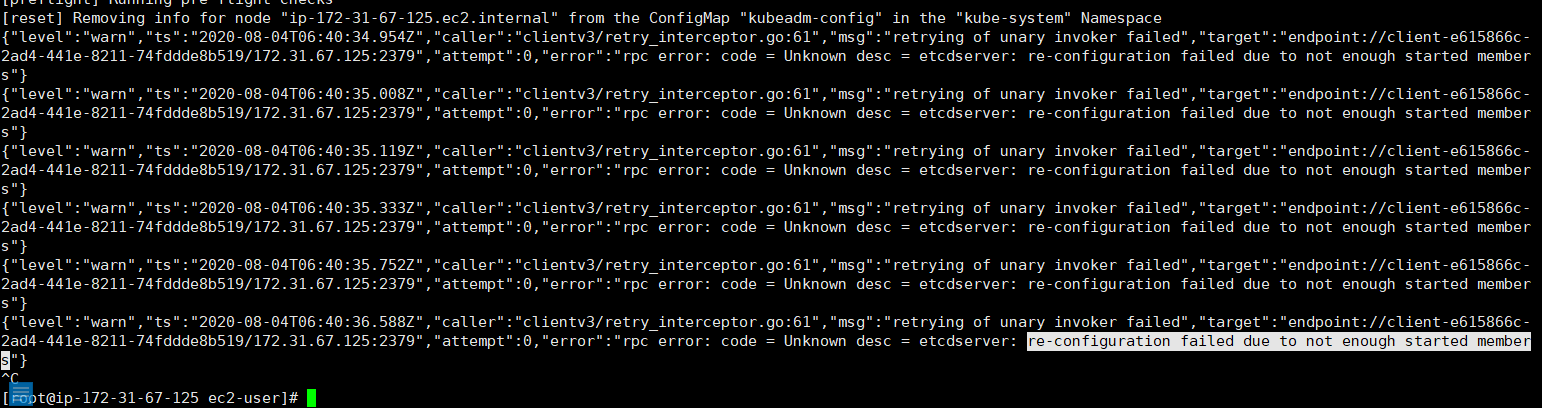 [preflight] Running pre-flight checks
[reset] Removing info for node "ip-172-31-67-125.ec2.internal" from the ConfigMap "kubeadm-config" in the "kube-system" Namespace
{"level":"warn","ts":"2020-08-04T06:40:34.954Z","caller":"clientv3/retry_interceptor.go:61","msg":"retrying of unary invoker failed","target":"endpoint://client-e615866c-
2ad4-441e-8211-74fddde8b519/172.31.67.125:2379","attempt":0,"error":"rpc error: code = Unknown desc = etcdserver: re-configuration failed due to not enough started member
s"}
{"level":"warn","ts":"2020-08-04T06:40:35.008Z","caller":"clientv3/retry_interceptor.go:61","msg":"retrying of unary invoker failed","target":"endpoint://client-e615866c-
2ad4-441e-8211-74fddde8b519/172.31.67.125:2379","attempt":0,"error":"rpc error: code = Unknown desc = etcdserver: re-configuration failed due to not enough started member
s"}
{"level":"warn","ts":"2020-08-04T06:40:35.119Z","caller":"clientv3/retry_interceptor.go:61","msg":"retrying of unary invoker failed","target":"endpoint://client-e615866c-
2ad4-441e-8211-74fddde8b519/172.31.67.125:2379","attempt":0,"error":"rpc error: code = Unknown desc = etcdserver: re-configuration failed due to not enough started member
s"}
{"level":"warn","ts":"2020-08-04T06:40:35.333Z","caller":"clientv3/retry_interceptor.go:61","msg":"retrying of unary invoker failed","target":"endpoint://client-e615866c-
2ad4-441e-8211-74fddde8b519/172.31.67.125:2379","attempt":0,"error":"rpc error: code = Unknown desc = etcdserver: re-configuration failed due to not enough started member
s"}
{"level":"warn","ts":"2020-08-04T06:40:35.752Z","caller":"clientv3/retry_interceptor.go:61","msg":"retrying of unary invoker failed","target":"endpoint://client-e615866c-
2ad4-441e-8211-74fddde8b519/172.31.67.125:2379","attempt":0,"error":"rpc error: code = Unknown desc = etcdserver: re-configuration failed due to not enough started member
s"}
{"level":"warn","ts":"2020-08-04T06:40:36.588Z","caller":"clientv3/retry_interceptor.go:61","msg":"retrying of unary invoker failed","target":"endpoint://client-e615866c-
2ad4-441e-8211-74fddde8b519/172.31.67.125:2379","attempt":0,"error":"rpc error: code = Unknown desc = etcdserver: re-configuration failed due to not enough started member
s"}
^C
[root@ip-172-31-67-125 ec2-user]#